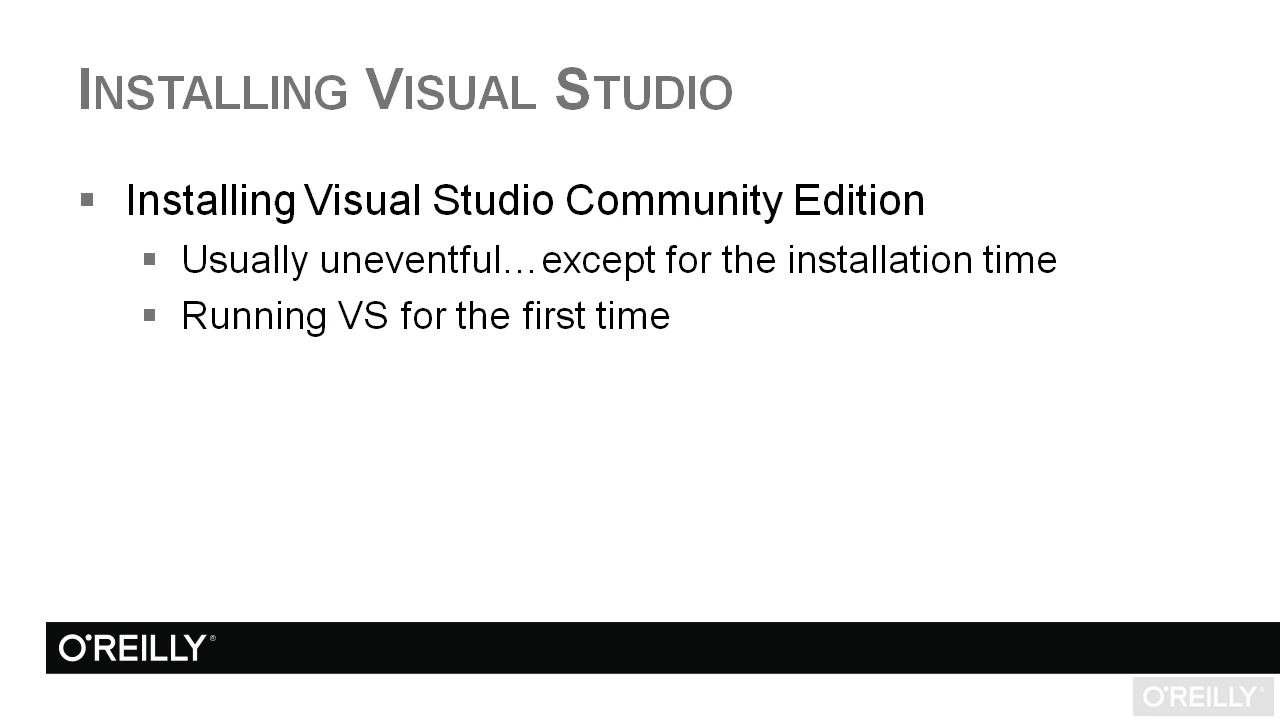 INSTALLING VISUAL STUDIO
Installing Visual Studio Community Edition
Usually uneventful…except for the installation time
Running VS for the first time
O'REILLY®
O'REILLY®